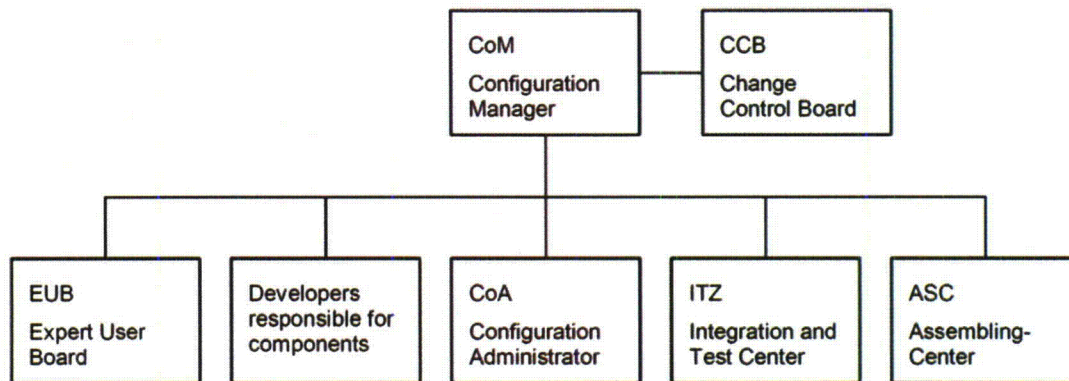 CoM
Configuration
Manager
CCB
Change
Control Board
EUB
Expert User
Board
Developers
responsible for
components
CoA
Configuration
Administrator
ITZ
Integration and
Test Center
ASC
Assembling-
Center